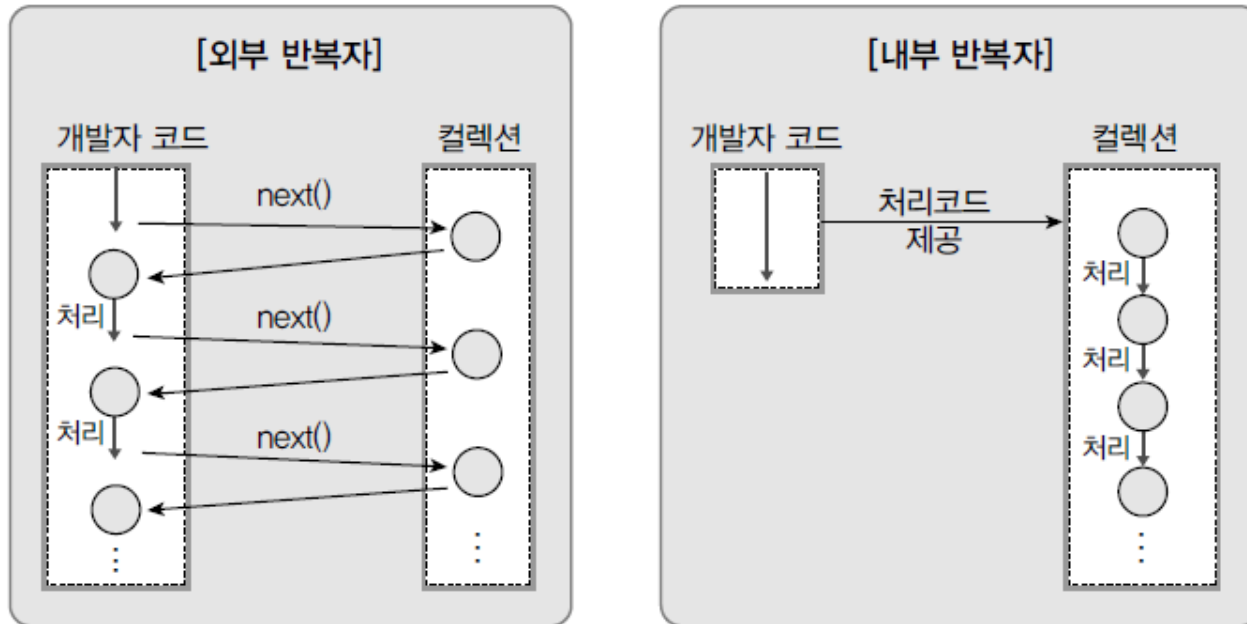 [외부 반복자]
개발자 코드
컬렉션
next()
처리
next()
처리
next()
⋮
⋮
[내부 반복자]
개발자 코드
컬렉션
처리코드
제공
처리
처리
처리
⋮